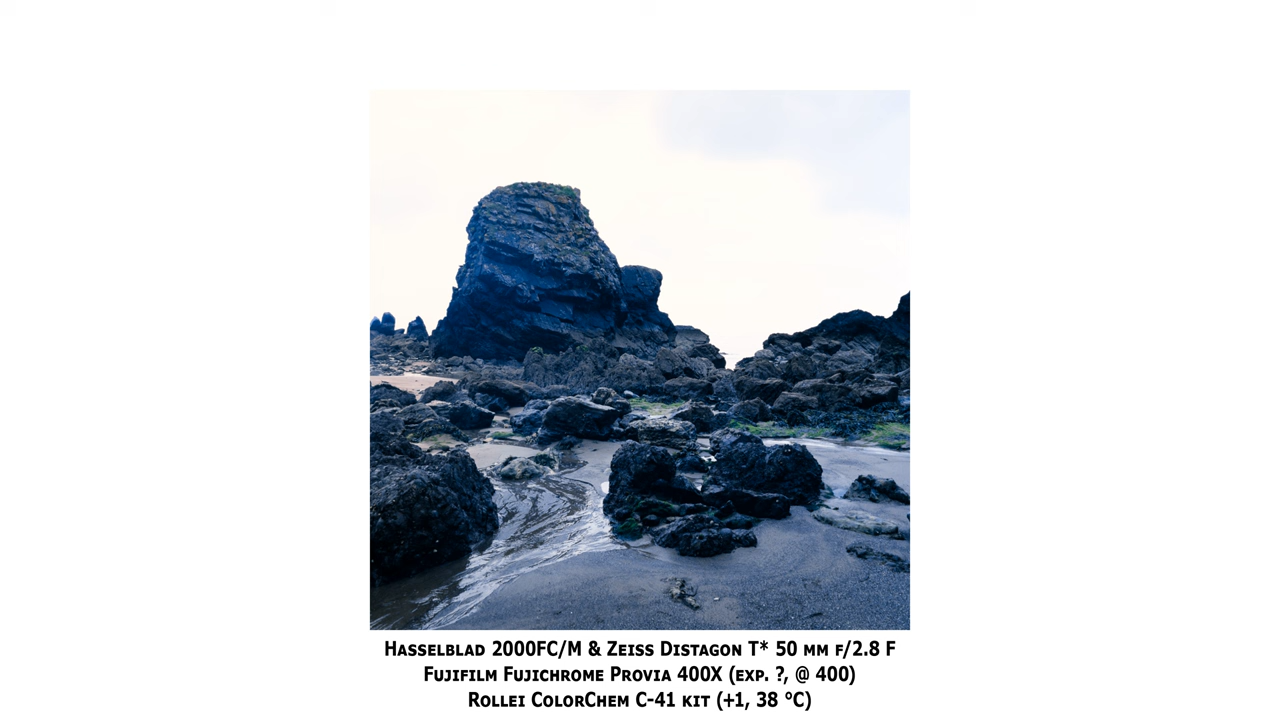 Hasselblad 2000FC/M & Zeiss Distagon T* 50 mm f/2.8 F
Fujifilm Fujichrome Provia 400X (exp. ?, @ 400)
Rollei ColorChem C-41 kit (+1, 38 °C)